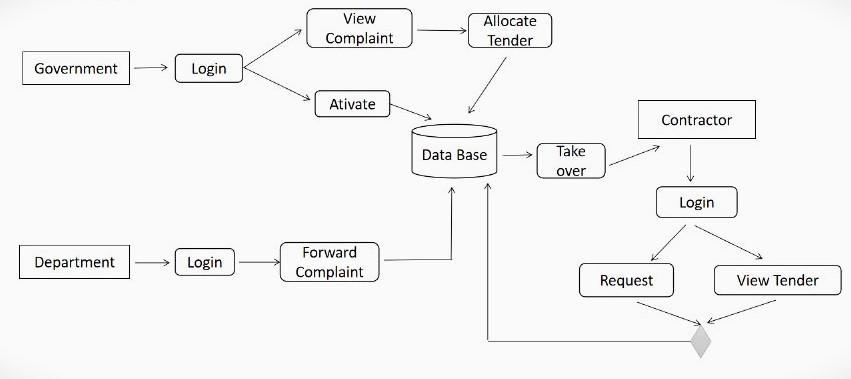 View
Complaint
Allocate
Tender
Government
Login
Ativate
Data Base
Take
over
Contractor
Login
Department
Login
Forward
Complaint
Request
View Tender